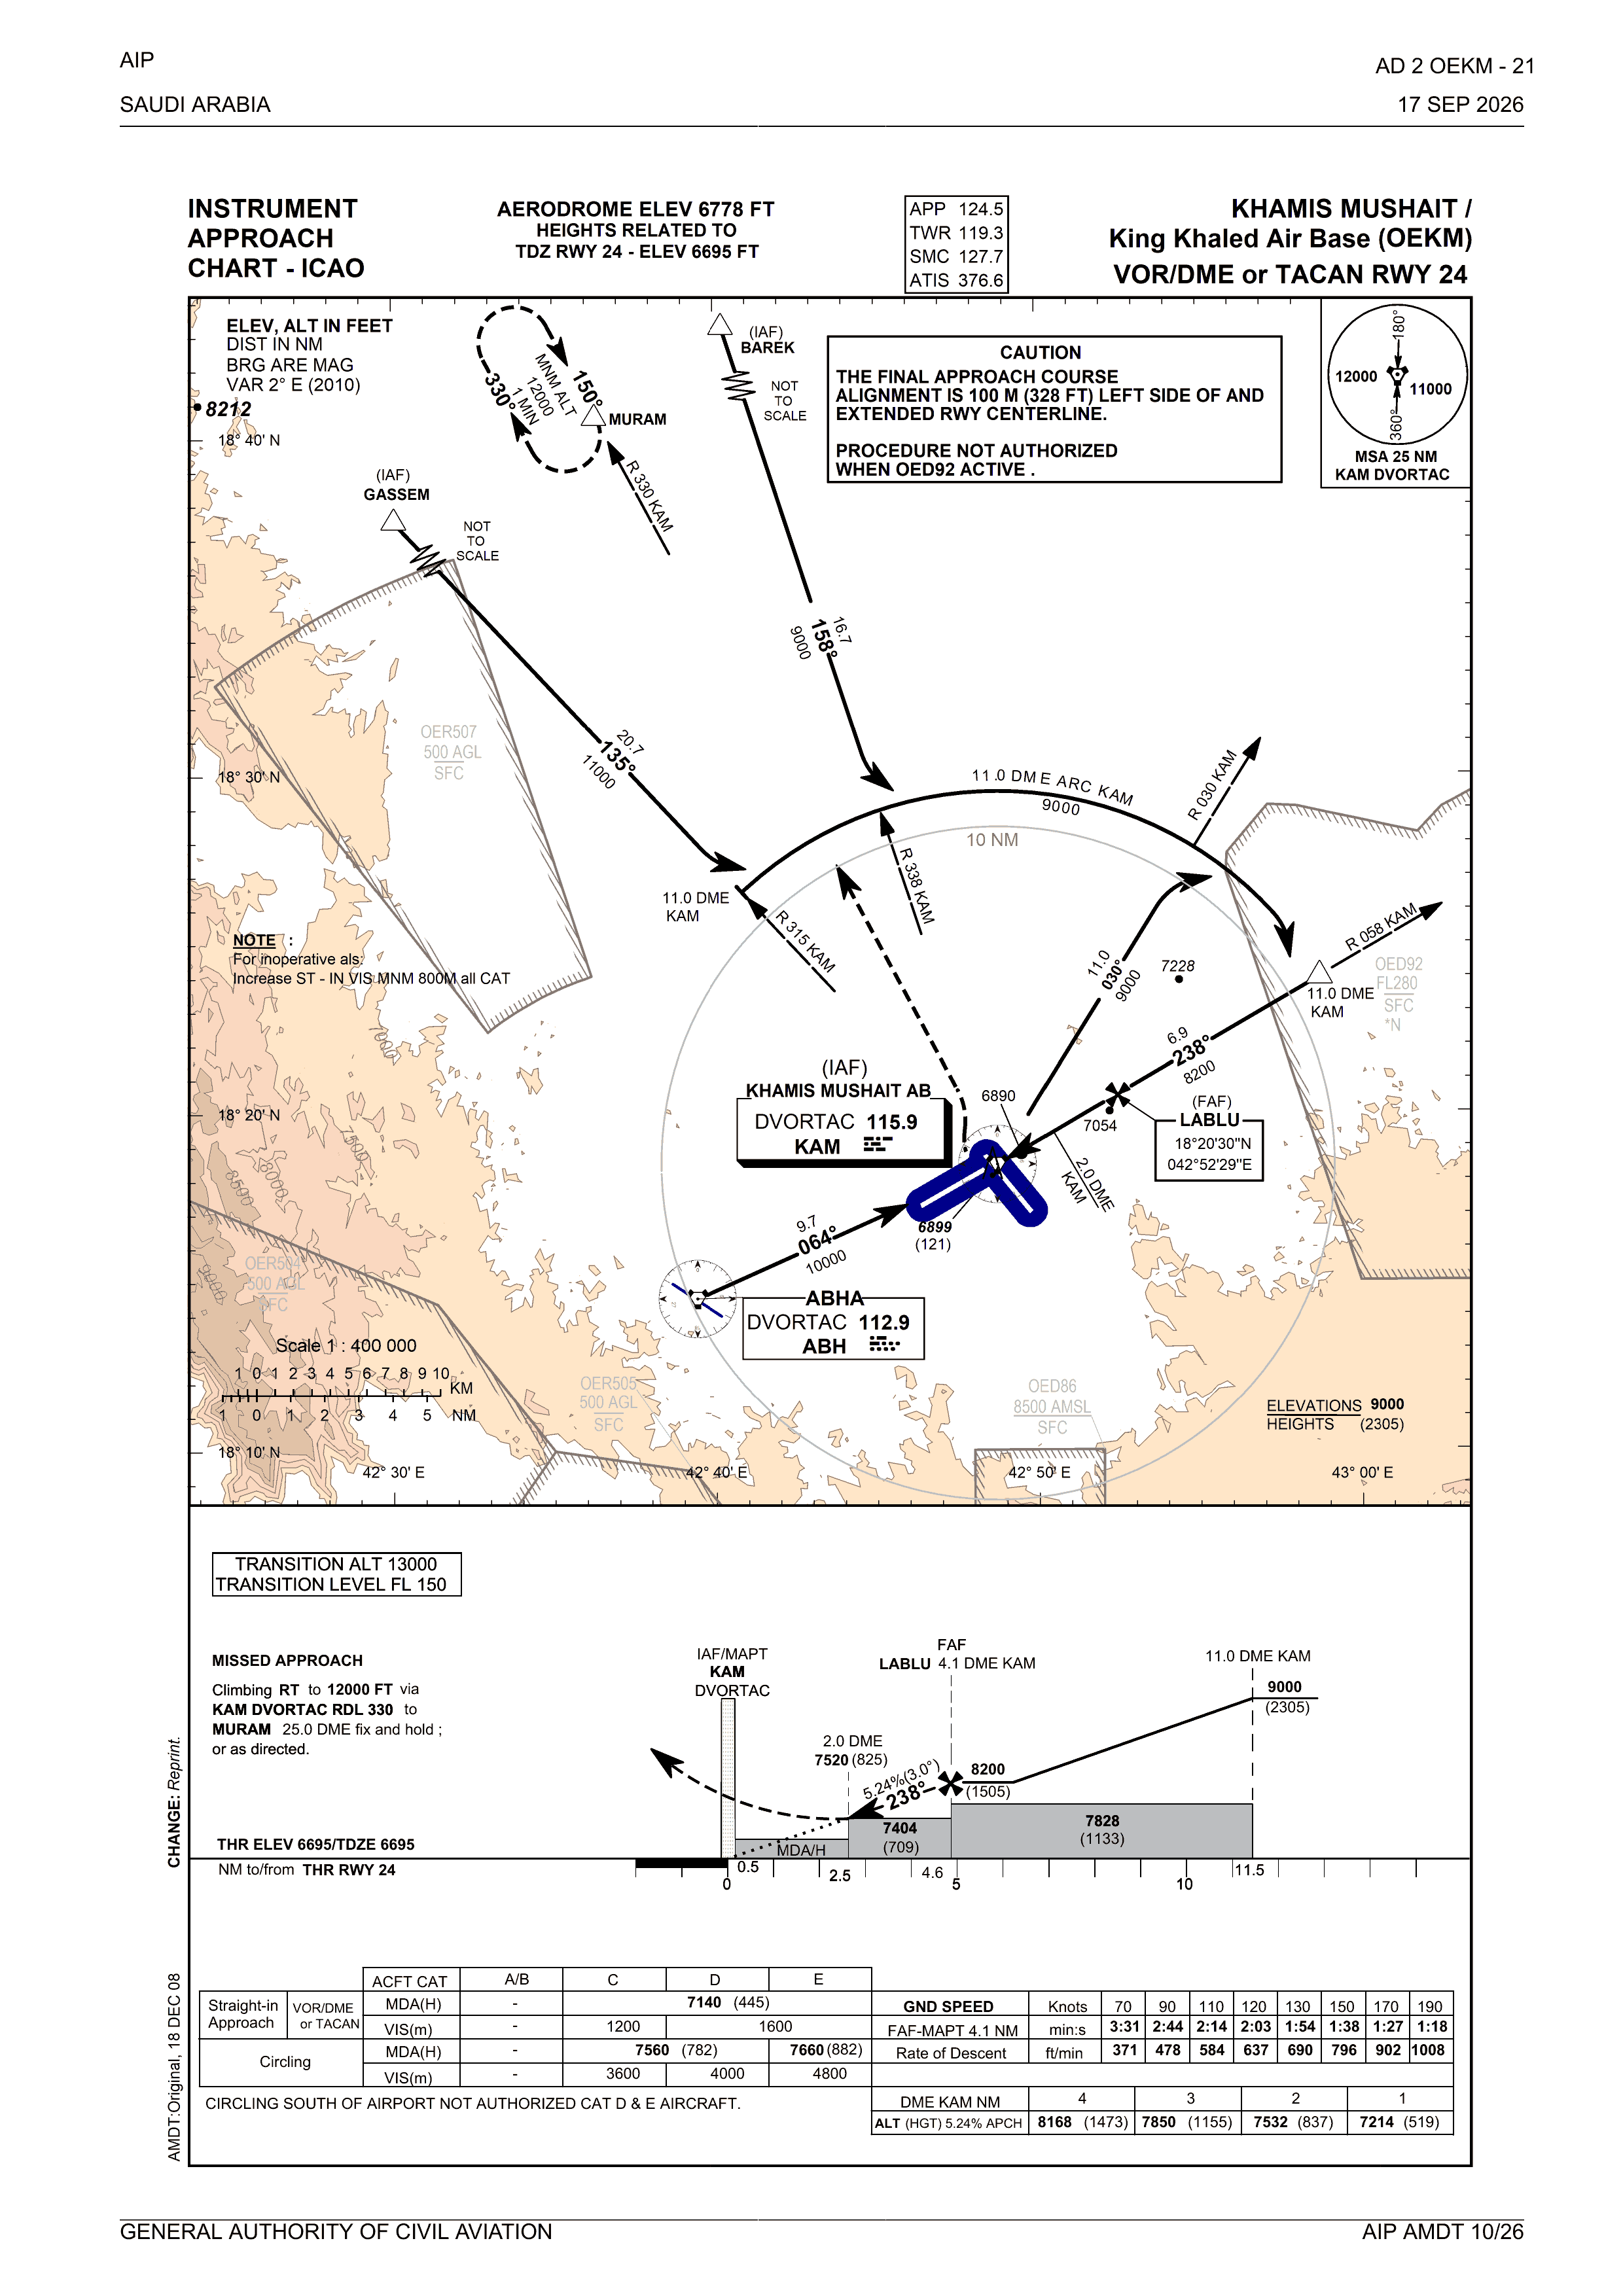 AIP
AD 2 OEKM - 21
SAUDI ARABIA
17 SEP 2026
INSTRUMENT
APPROACH
CHART - ICAO
AERODROME ELEV 6778 FT
HEIGHTS RELATED TO
TDZ RWY 24 - ELEV 6695 FT
APP 124.5
TWR 119.3
SMC 127.7
ATIS 376.6
KHAMIS MUSHAIT /
King Khaled Air Base (OEKM)
VOR/DME or TACAN RWY 24
ELEV, ALT IN FEET
DIST IN NM
BRG ARE MAG
VAR 2° E (2010)
8212
18° 40' N
330°
1 MIN
12000
MNM ALT
150°
MURAM
R 330 KAM
(IAF)
BAREK
NOT
TO
SCALE
CAUTION
THE FINAL APPROACH COURSE
ALIGNMENT IS 100 M (328 FT) LEFT SIDE OF AND
EXTENDED RWY CENTERLINE.
PROCEDURE NOT AUTHORIZED
WHEN OED92 ACTIVE .
180°
12000
11000
360°
MSA 25 NM
KAM DVORTAC
(IAF)
GASSEM
NOT
TO
SCALE
16.7
158°
9000
OER507
500 AGL
SFC
20.7
135°
11000
18° 30' N
11.0 DME ARC KAM
9000
10 NM
R 030 KAM
11.0 DME
KAM
R 315 KAM
R 338 KAM
R 058 KAM
11.0
030°
9000
7228
OED92
FL280
SFC
*N
11.0 DME
KAM
NOTE :
For inoperative als:
Increase ST - IN VIS MNM 800M all CAT
7000
6.9
238°
8200
(IAF)
KHAMIS MUSHAIT AB
DVORTAC 115.9
KAM
6890
7054
(FAF)
LABLU
18°20'30"N
042°52'29"E
18° 20' N
7500
8000
8500
9000
2.0 DME
KAM
6899
(121)
9.7
064°
10000
OER504
500 AGL
SFC
ABHA
DVORTAC 112.9
ABH
Scale 1 : 400 000
1 0 1 2 3 4 5 6 7 8 9 10
KM
1 0 1 2 3 4 5 NM
OER505
500 AGL
SFC
OED86
8500 AMSL
SFC
ELEVATIONS 9000
HEIGHTS (2305)
18° 10' N
42° 30' E
42° 40' E
42° 50' E
43° 00' E
TRANSITION ALT 13000
TRANSITION LEVEL FL 150
MISSED APPROACH
Climbing RT to 12000 FT via
KAM DVORTAC RDL 330 to
MURAM 25.0 DME fix and hold ;
or as directed.
IAF/MAPT
KAM
DVORTAC
FAF
LABLU 4.1 DME KAM
11.0 DME KAM
9000
(2305)
2.0 DME
7520 (825)
5.24%(3.0°)
238°
8200
(1505)
7828
(1133)
7404
(709)
MDA/H
THR ELEV 6695/TDZE 6695
NM to/from THR RWY 24
0.5
2.5
4.6
11.5
0
5
10
CHANGE: Reprint.
AMDT:Original, 18 DEC 08
ACFT CAT A/B C D E
Straight-in
Approach
VOR/DME
or TACAN
MDA(H) - 7140 (445)
VIS(m) - 1200 1600
Circling
MDA(H) - 7560 (782) 7660 (882)
VIS(m) - 3600 4000 4800
CIRCLING SOUTH OF AIRPORT NOT AUTHORIZED CAT D & E AIRCRAFT.
GND SPEED Knots 70 90 110 120 130 150 170 190
FAF-MAPT 4.1 NM min:s 3:31 2:44 2:14 2:03 1:54 1:38 1:27 1:18
Rate of Descent ft/min 371 478 584 637 690 796 902 1008
DME KAM NM 4 3 2 1
ALT (HGT) 5.24% APCH 8168 (1473) 7850 (1155) 7532 (837) 7214 (519)
GENERAL AUTHORITY OF CIVIL AVIATION
AIP AMDT 10/26